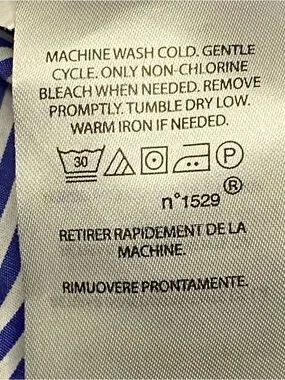 MACHINE WASH COLD. GENTLE
CYCLE. ONLY NON-CHLORINE
BLEACH WHEN NEEDED. REMOVE
PROMPTLY. TUMBLE DRY LOW.
WARM IRON IF NEEDED.
30 P
n°1529 ®
RETIRER RAPIDEMENT DE LA
MACHINE.
RIMUOVERE PRONTAMENTE.